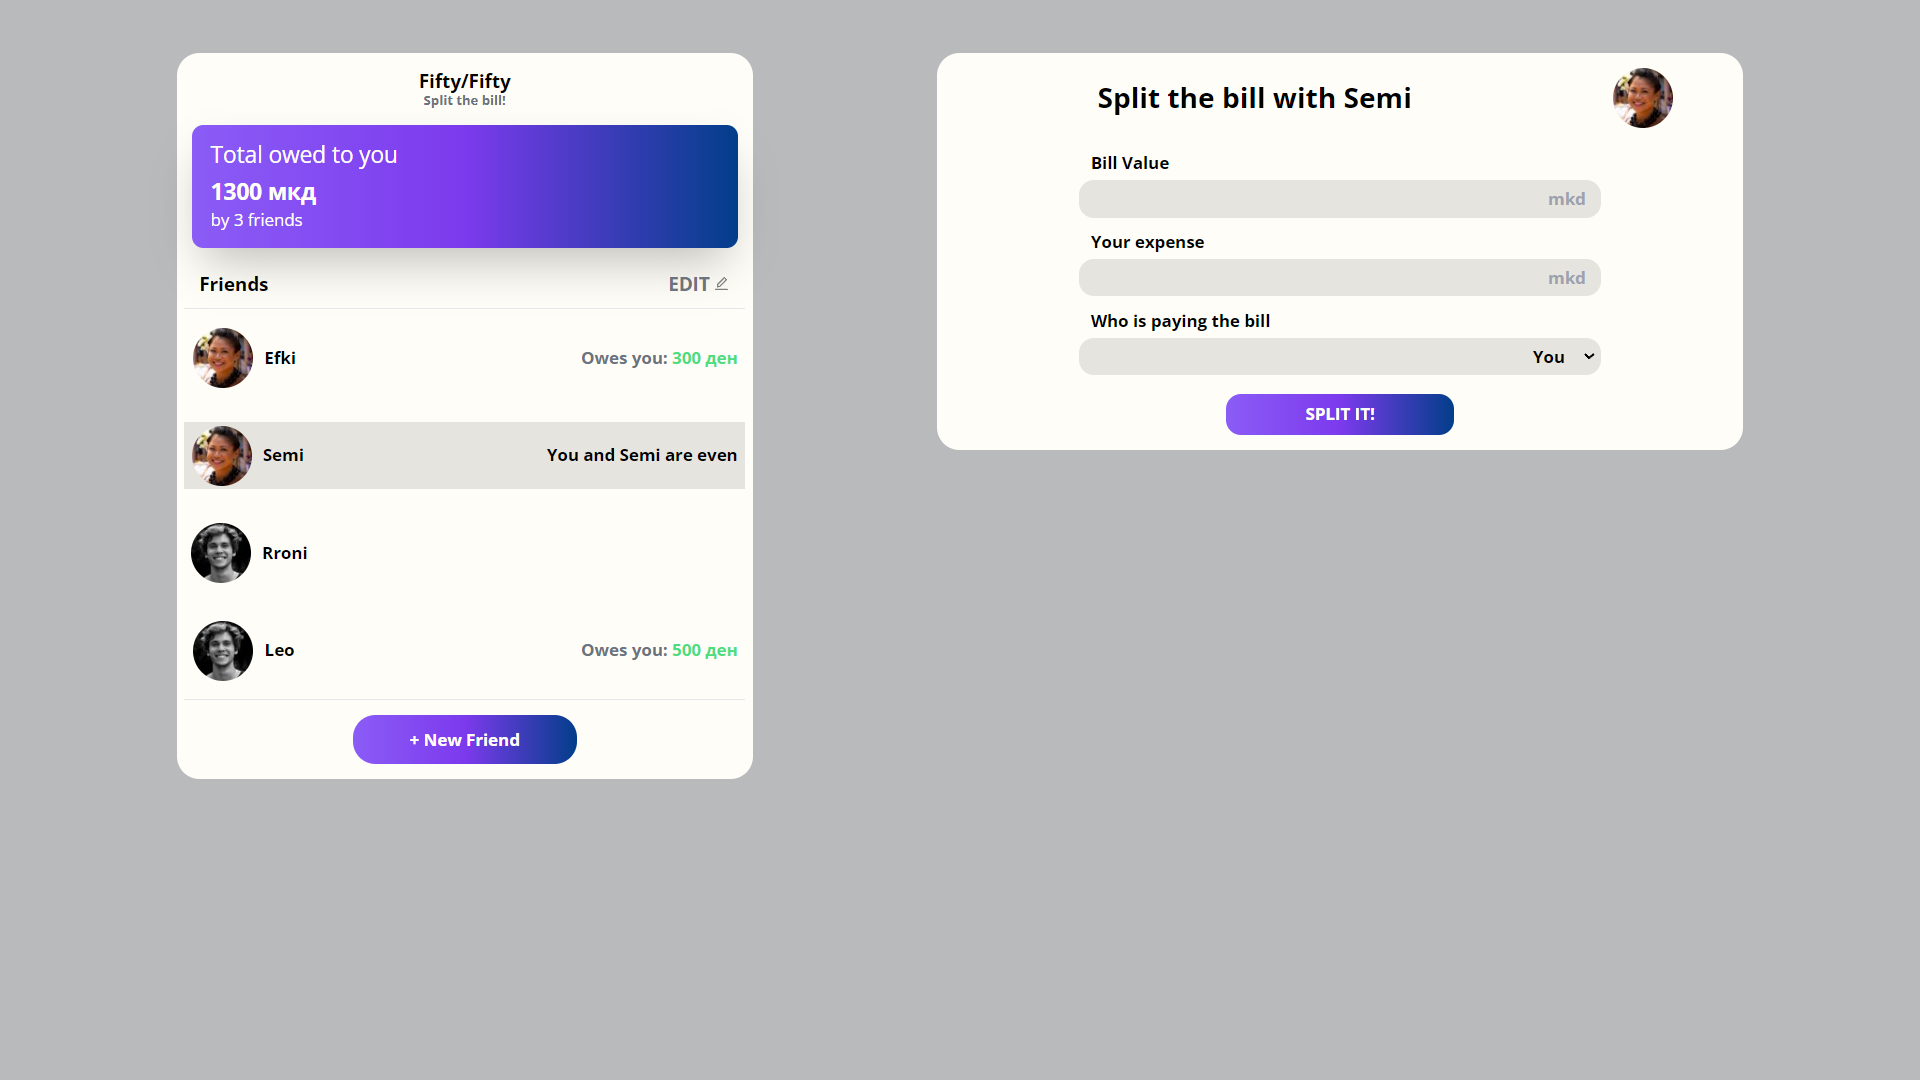 Fifty/Fifty
Split the bill!
Total owed to you
1300 мкд
by 3 friends
Friends EDIT
Efki Owes you: 300 ден
Semi You and Semi are even
Rroni
Leo Owes you: 500 ден
+ New Friend
Split the bill with Semi
Bill Value
mkd
Your expense
mkd
Who is paying the bill
You
SPLIT IT!